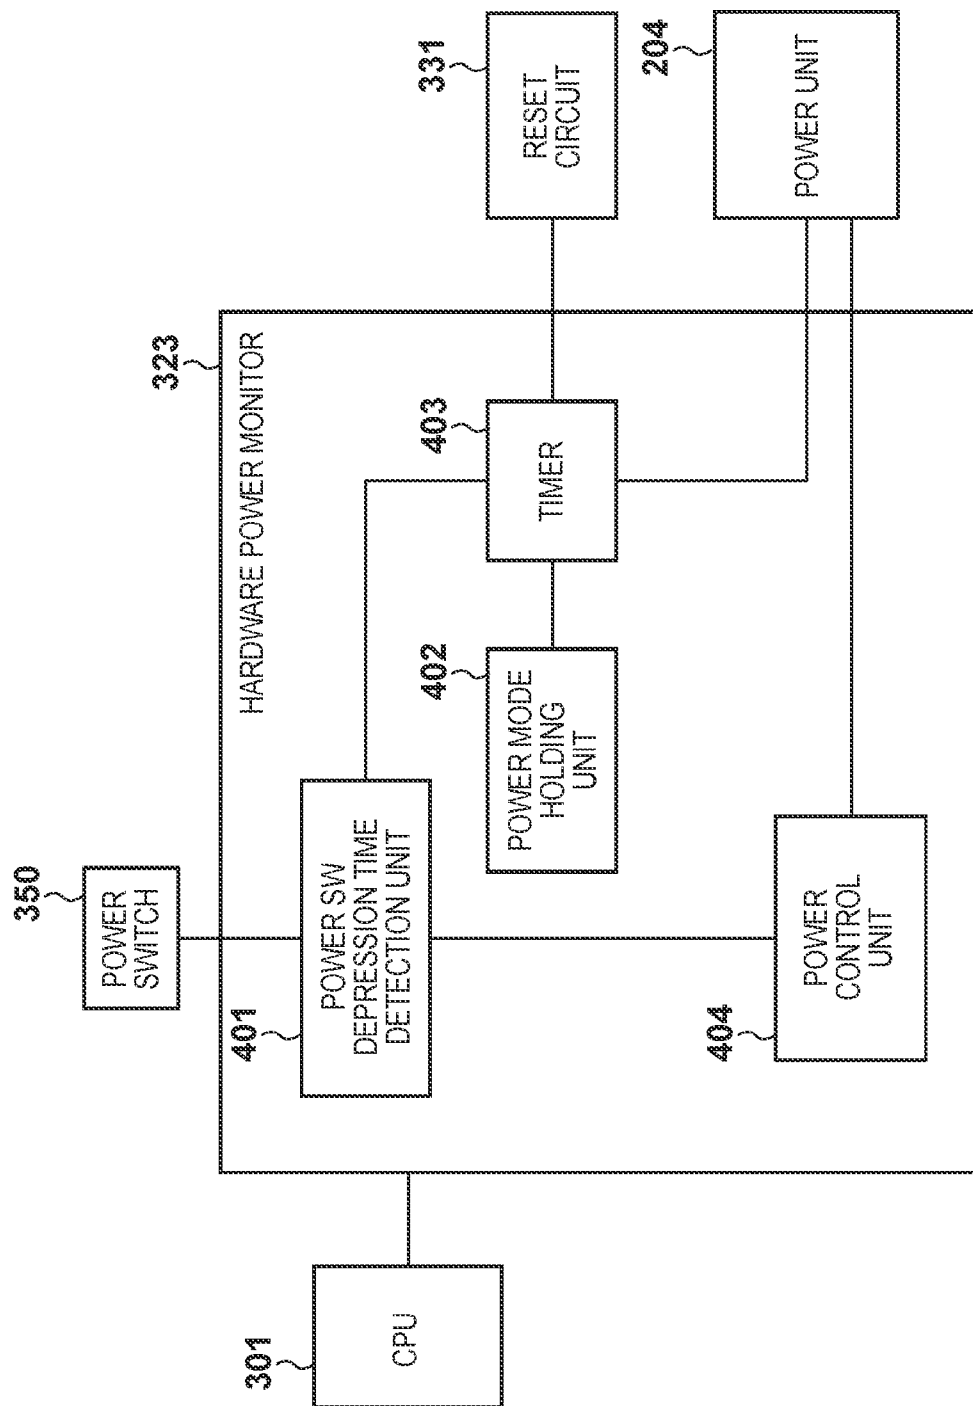 350
POWER
SWITCH
323
HARDWARE POWER MONITOR
301
CPU
401
POWER SW
DEPRESSION TIME
DETECTION UNIT
402
POWER MODE
HOLDING
UNIT
403
TIMER
331
RESET
CIRCUIT
404
POWER
CONTROL
UNIT
204
POWER UNIT